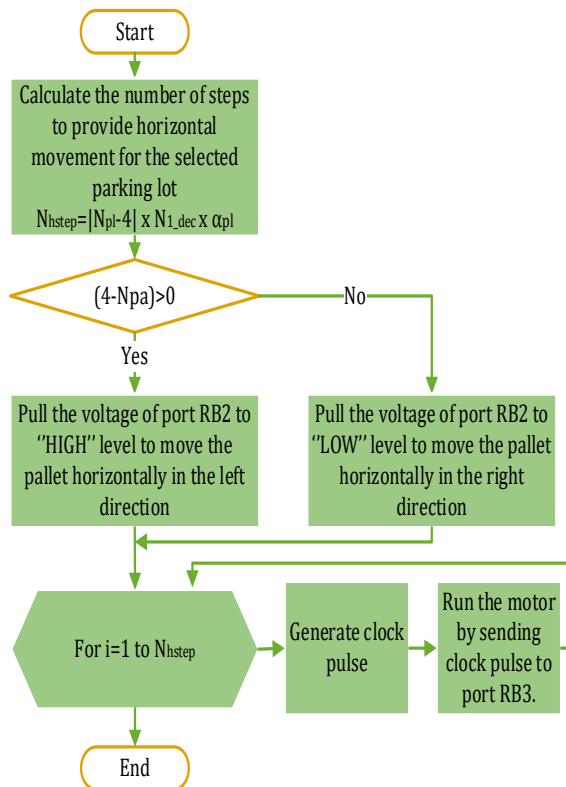 Start
Calculate the number of steps
to provide horizontal
movement for the selected
parking lot
Nhstep=|Npl-4| x N1_dec x αpl
(4-Npa)>0
No
Yes
Pull the voltage of port RB2 to
‘‘HIGH’’ level to move the
pallet horizontally in the left
direction
Pull the voltage of port RB2 to
‘‘LOW’’ level to move the pallet
horizontally in the right
direction
For i=1 to Nhstep
Generate clock
pulse
Run the motor
by sending
clock pulse to
port RB3.
End